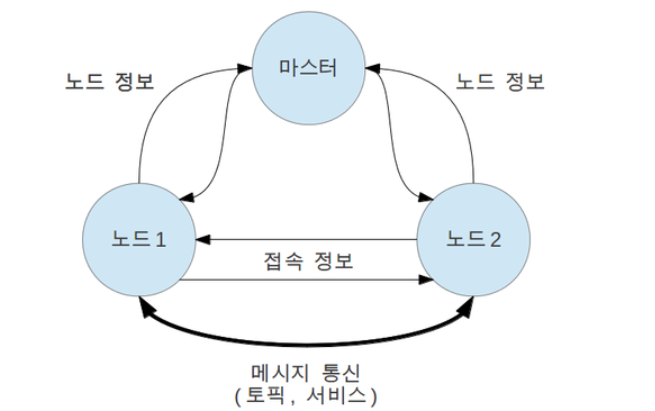 마스터
노드 정보
노드 정보
노드 1
노드 2
접속 정보
메시지 통신
(토픽, 서비스)